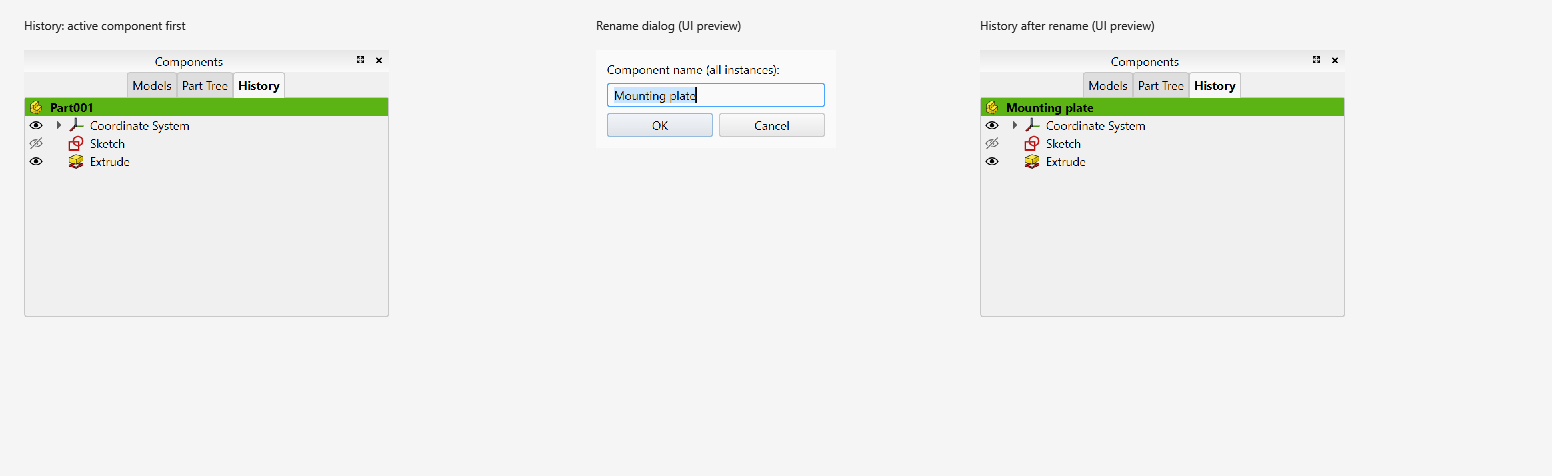 History: active component first
Components
Models Part Tree History
Part001
Coordinate System
Sketch
Extrude
Rename dialog (UI preview)
Component name (all instances):
Mounting plate
OK Cancel
History after rename (UI preview)
Components
Models Part Tree History
Mounting plate
Coordinate System
Sketch
Extrude